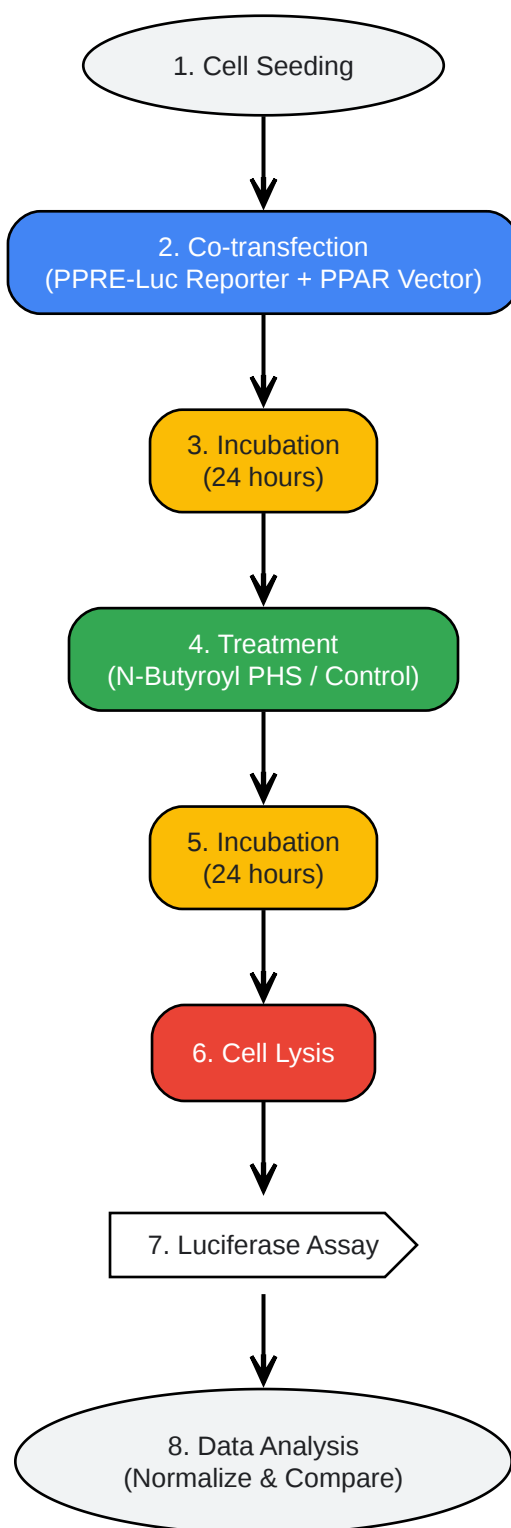 1. Cell Seeding
2. Co-transfection
(PPRE-Luc Reporter + PPAR Vector)
3. Incubation
(24 hours)
4. Treatment
(N-Butyroyl PHS / Control)
5. Incubation
(24 hours)
6. Cell Lysis
7. Luciferase Assay
8. Data Analysis
(Normalize & Compare)